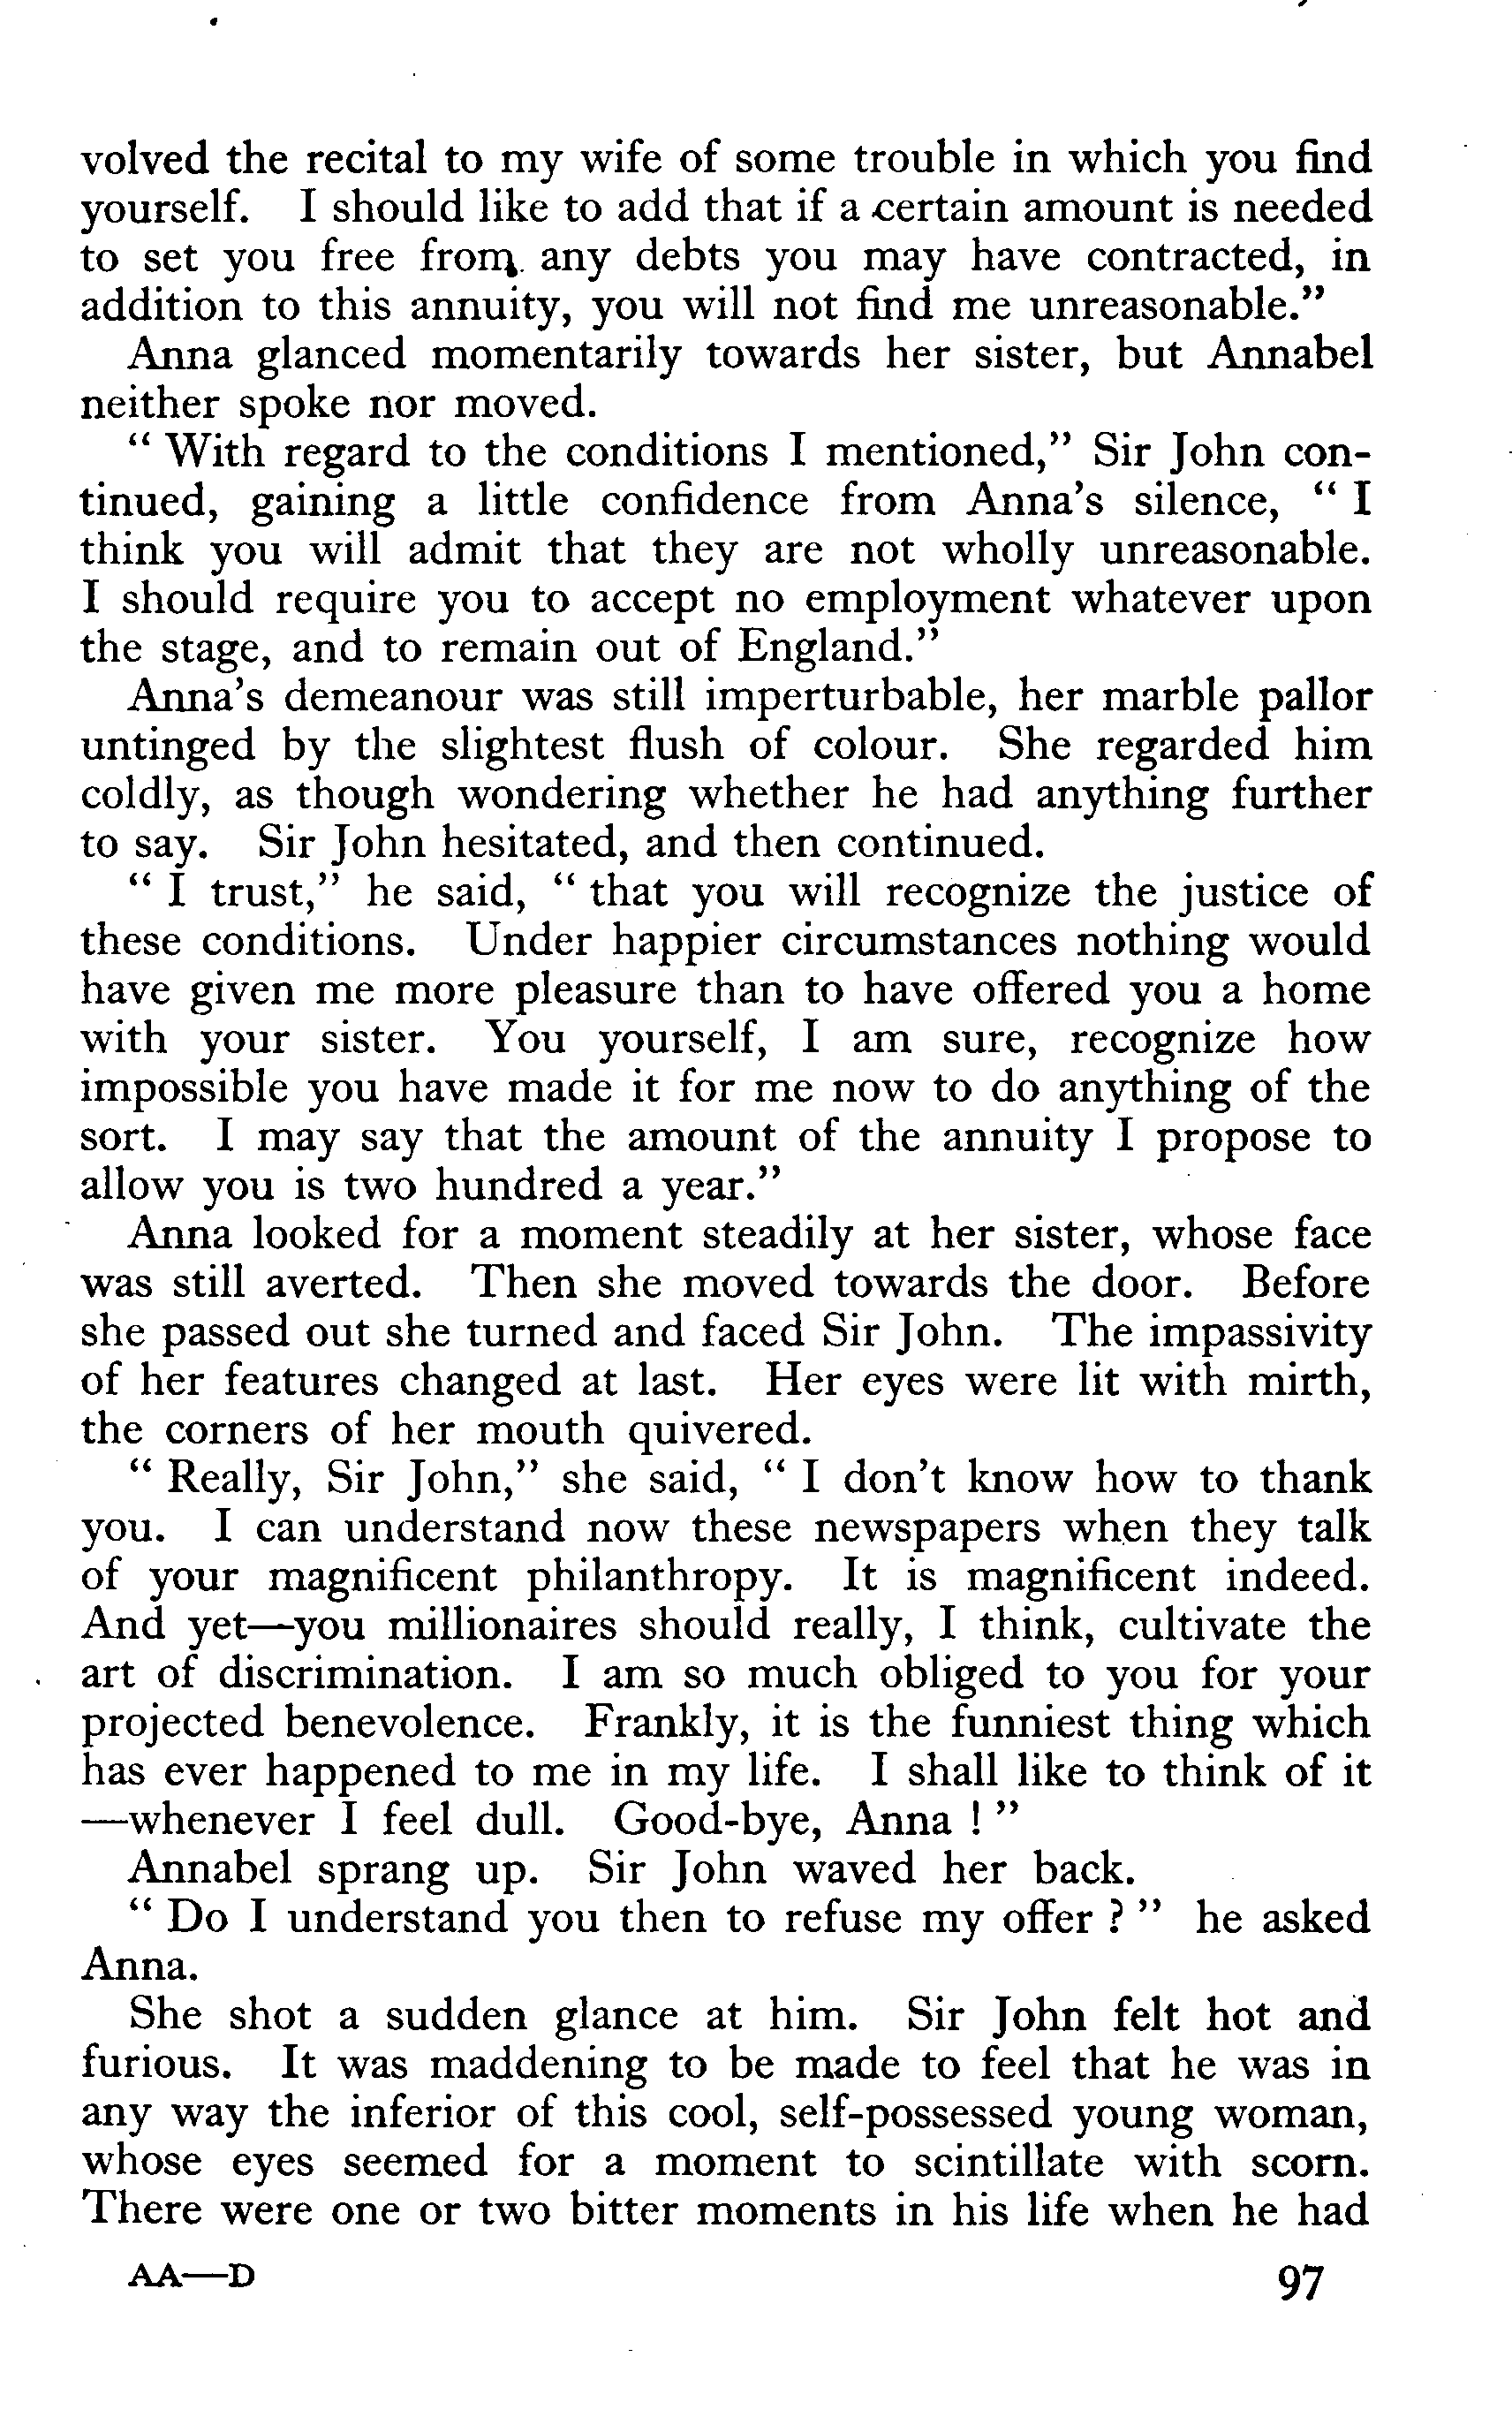 volved the recital to my wife of some trouble in which you find
yourself. I should like to add that if a certain amount is needed
to set you free from any debts you may have contracted, in
addition to this annuity, you will not find me unreasonable.”
Anna glanced momentarily towards her sister, but Annabel
neither spoke nor moved.
“ With regard to the conditions I mentioned,” Sir John con-
tinued, gaining a little confidence from Anna's silence, “ I
think you will admit that they are not wholly unreasonable.
I should require you to accept no employment whatever upon
the stage, and to remain out of England.”
Anna's demeanour was still imperturbable, her marble pallor
untinged by the slightest flush of colour. She regarded him
coldly, as though wondering whether he had anything further
to say. Sir John hesitated, and then continued.
“ I trust,” he said, “ that you will recognize the justice of
these conditions. Under happier circumstances nothing would
have given me more pleasure than to have offered you a home
with your sister. You yourself, I am sure, recognize how
impossible you have made it for me now to do anything of the
sort. I may say that the amount of the annuity I propose to
allow you is two hundred a year.”
Anna looked for a moment steadily at her sister, whose face
was still averted. Then she moved towards the door. Before
she passed out she turned and faced Sir John. The impassivity
of her features changed at last. Her eyes were lit with mirth,
the corners of her mouth quivered.
“ Really, Sir John,” she said, “ I don't know how to thank
you. I can understand now these newspapers when they talk
of your magnificent philanthropy. It is magnificent indeed.
And yet—you millionaires should really, I think, cultivate the
art of discrimination. I am so much obliged to you for your
projected benevolence. Frankly, it is the funniest thing which
has ever happened to me in my life. I shall like to think of it
—whenever I feel dull. Good-bye, Anna ! ”
Annabel sprang up. Sir John waved her back.
“ Do I understand you then to refuse my offer ? ” he asked
Anna.
She shot a sudden glance at him. Sir John felt hot and
furious. It was maddening to be made to feel that he was in
any way the inferior of this cool, self-possessed young woman,
whose eyes seemed for a moment to scintillate with scorn.
There were one or two bitter moments in his life when he had
AA—D 97